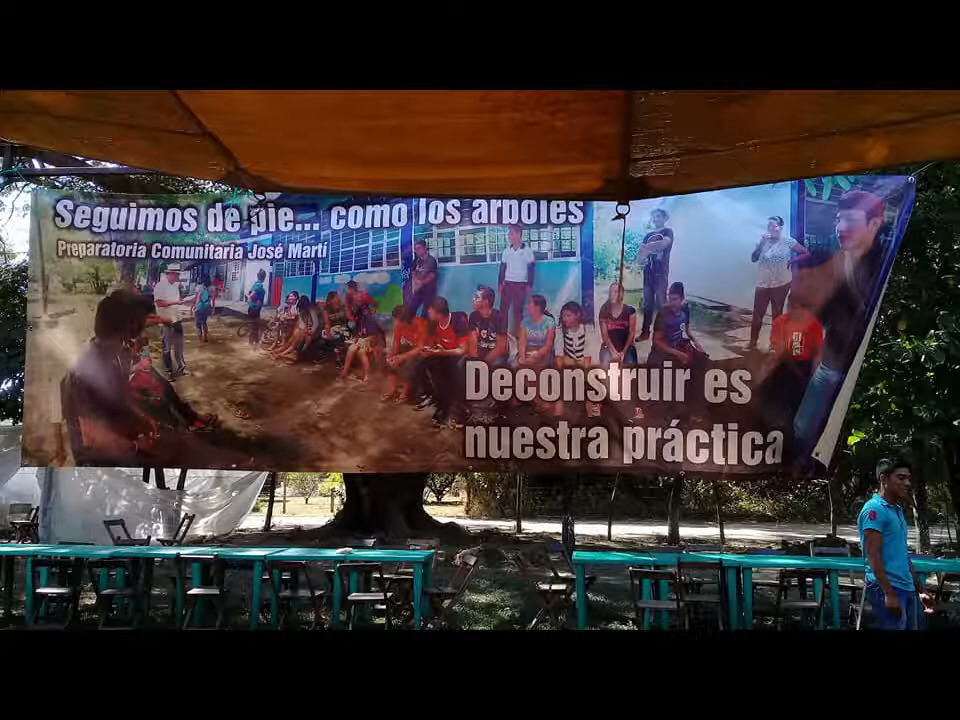 Seguimos de pie... como los arboles
Preparatoria Comunitaria José Martí
Deconstruir es
nuestra práctica